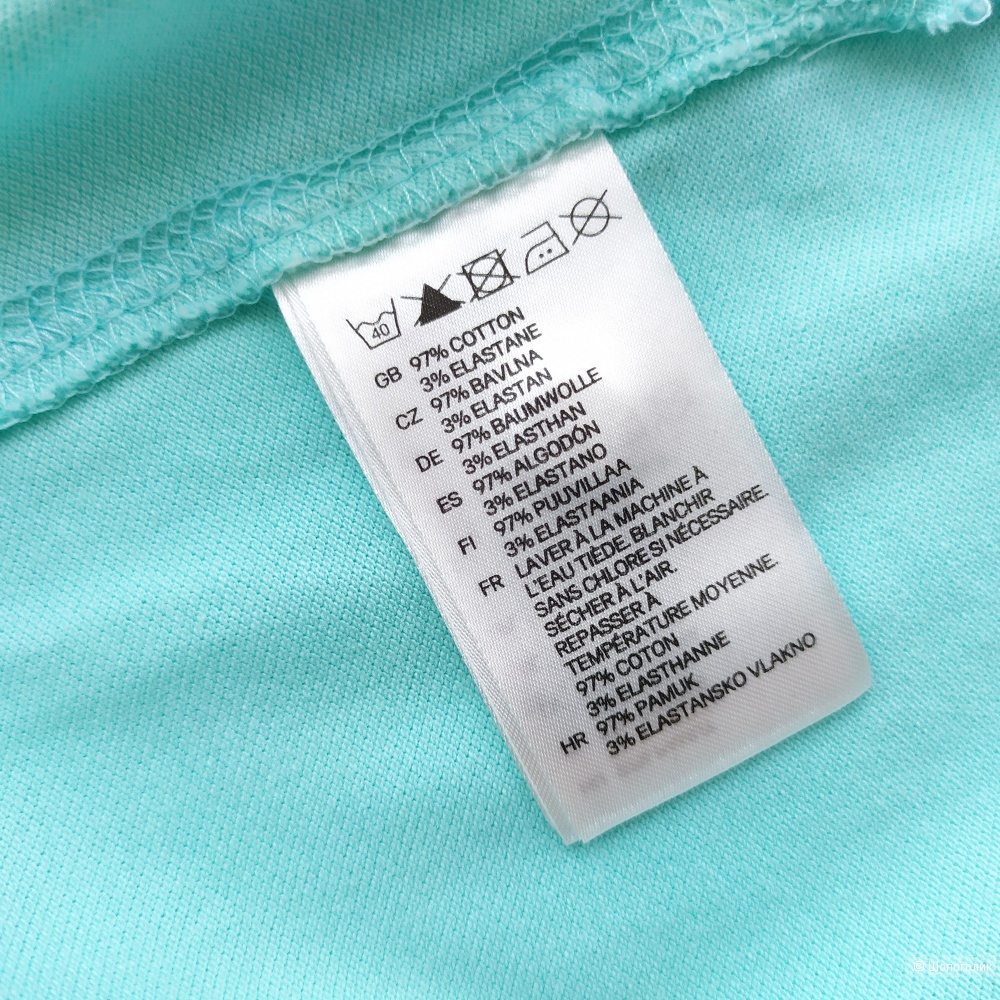 40
GB 97% COTTON
3% ELASTANE
CZ 97% BAVLNA
3% ELASTAN
DE 97% BAUMWOLLE
3% ELASTHAN
ES 97% ALGODÓN
3% ELASTANO
FI 97% PUUVILLAA
3% ELASTAANIA
FR LAVER À LA MACHINE À
L'EAU TIÈDE. BLANCHIR
SANS CHLORE SI NÉCESSAIRE.
SÉCHER À L'AIR.
REPASSER À
TEMPÉRATURE MOYENNE.
97% COTON
3% ELASTHANNE
HR 97% PAMUK
3% ELASTANSKO VLAKNO
© Шопоголик